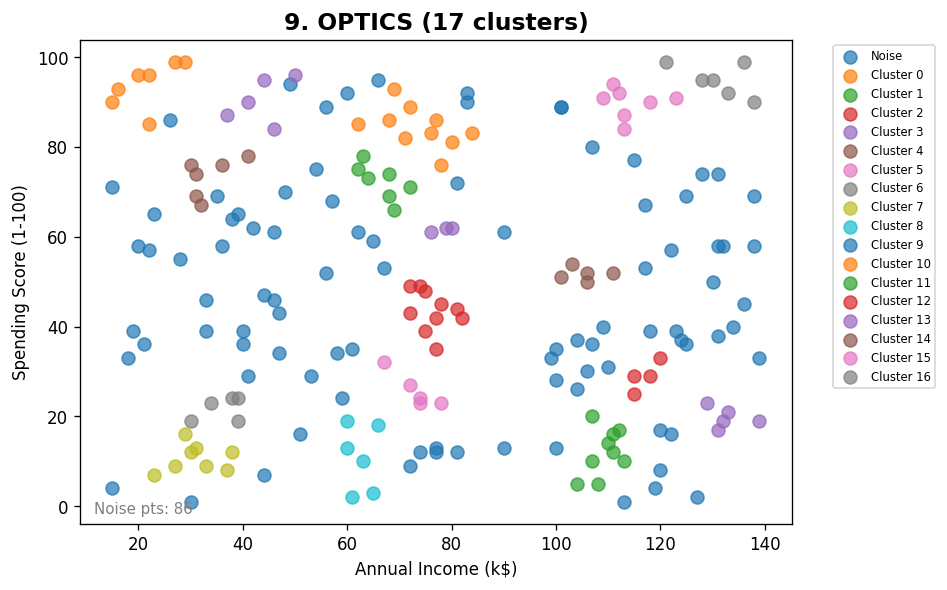 9. OPTICS (17 clusters)
Spending Score (1-100)
100
80
60
40
20
0
Noise pts: 86
20 40 60 80 100 120 140
Annual Income (k$)
Noise
Cluster 0
Cluster 1
Cluster 2
Cluster 3
Cluster 4
Cluster 5
Cluster 6
Cluster 7
Cluster 8
Cluster 9
Cluster 10
Cluster 11
Cluster 12
Cluster 13
Cluster 14
Cluster 15
Cluster 16